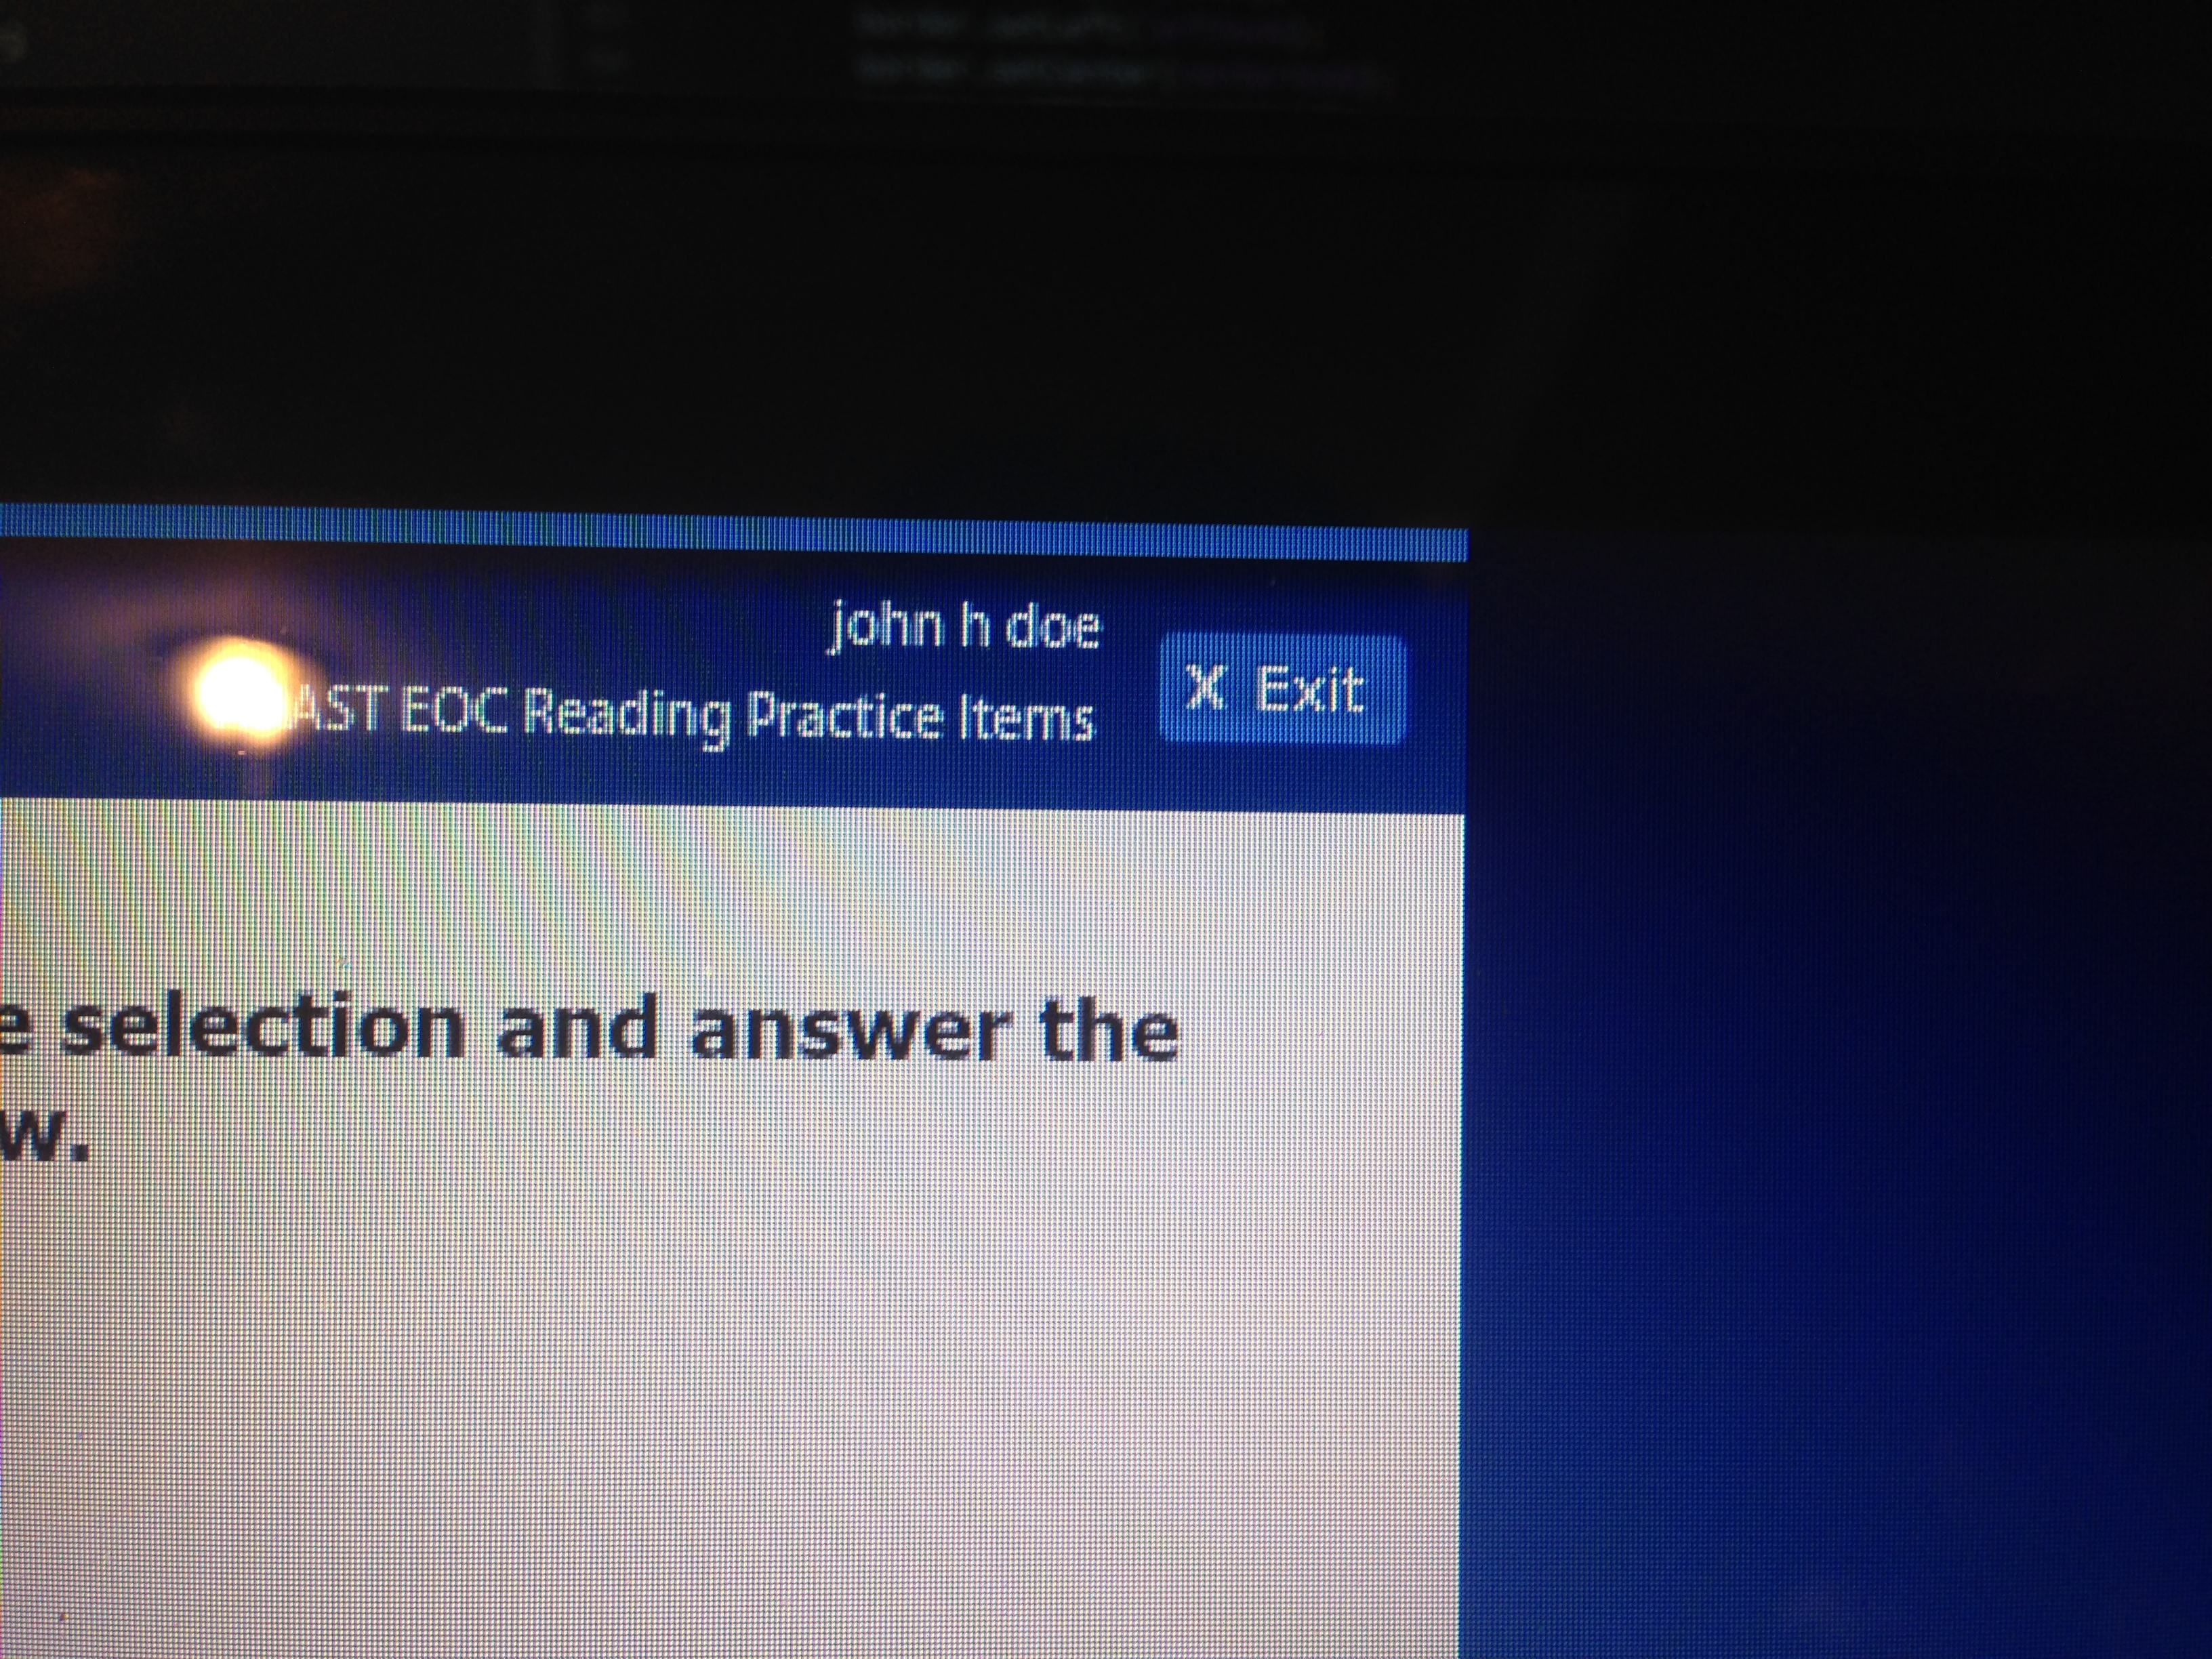 john h doe
AST EOC Reading Practice Items
X Exit
e selection and answer the
w.